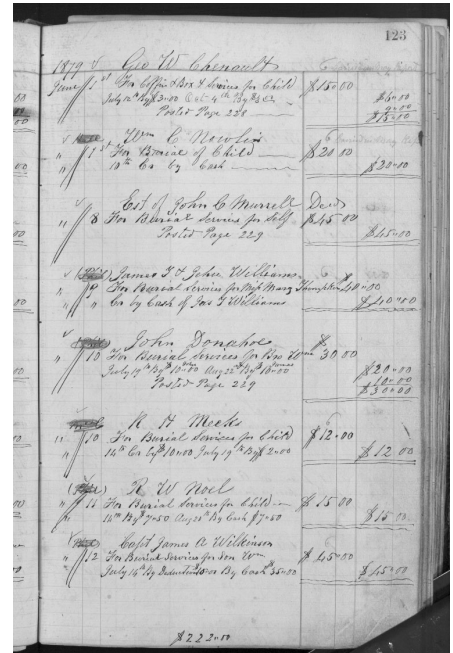 123
1879 Geo W. Chenault
June 1st For Coffin & Box & Services for Child $15.00
July 12th By $3.00 Oct 4th By $ $6.00
9.00
Posted Page 228 $15.00
Wm C Nowlin
" 1st For Burial of Child $20.00
10th Cr by Cash $20.00
Est of John C Murrell Decd
" 8 For Burial Services for Self $45.00
Posted Page 229 $45.00
James T & John Williams
" 9 For Burial Services for Miss Mary Thompson 40.00
" " Cr by Cash of Jas T Williams $40.00
John Donahoe
" 10 For Burial Services for Bro Wm $30.00
July 19th By $10.00 Aug 22d By $10.00 $20.00
10.00
Posted Page 229 $30.00
R H Meeks
" 10 For Burial Services for Child $12.00
14th Cr by $10.00 July 19th By $2.00 $12.00
R W Noel
" 11 For Burial Services for Child $15.00
14th By $7.50 Aug 25th By Cash $7.50 $15.00
Capt James A Wilkinson
" 12 For Burial Services for Son Wm $45.00
July 14th By Deduction 10.00 By Cash 35.00 $45.00
$222.00